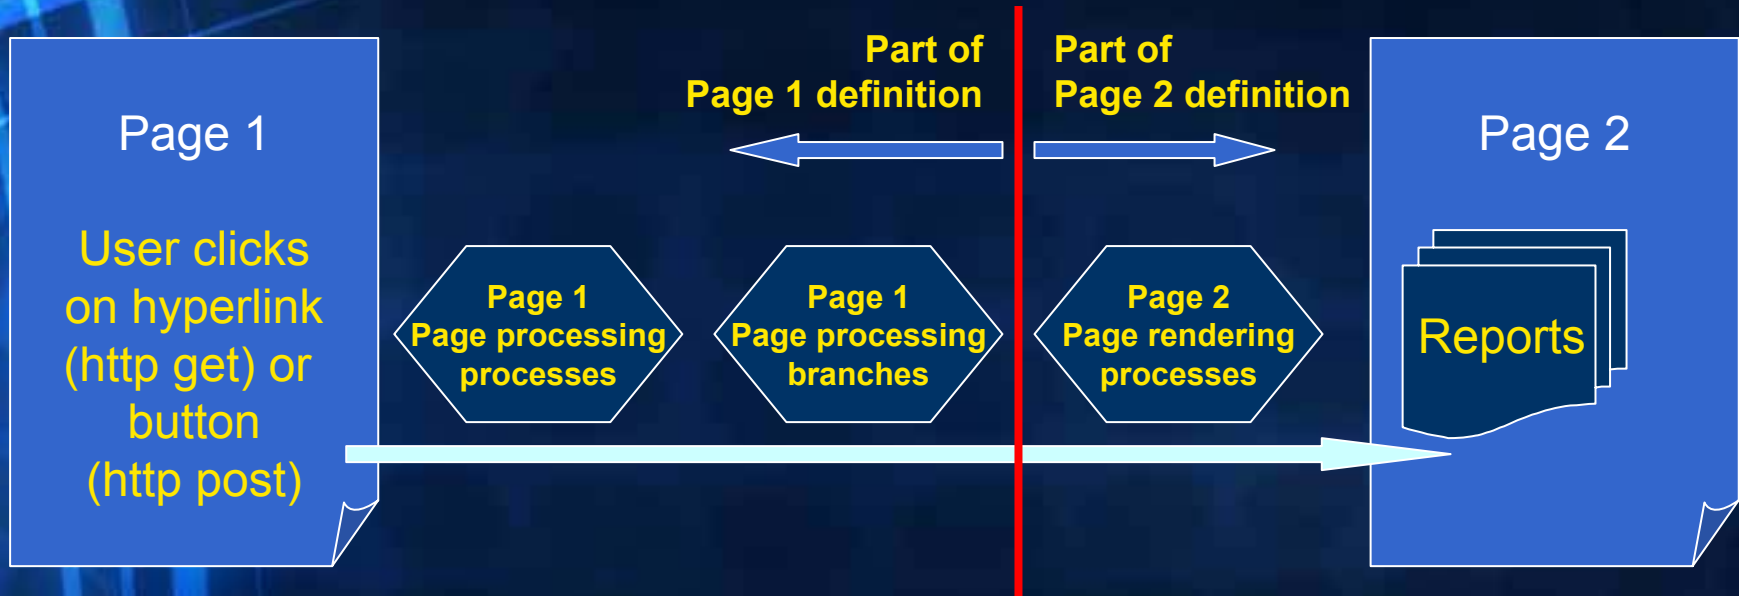 Page 1
User clicks
on hyperlink
(http get) or
button
(http post)
Part of
Page 1 definition
Part of
Page 2 definition
Page 1
Page processing
processes
Page 1
Page processing
branches
Page 2
Page rendering
processes
Page 2
Reports